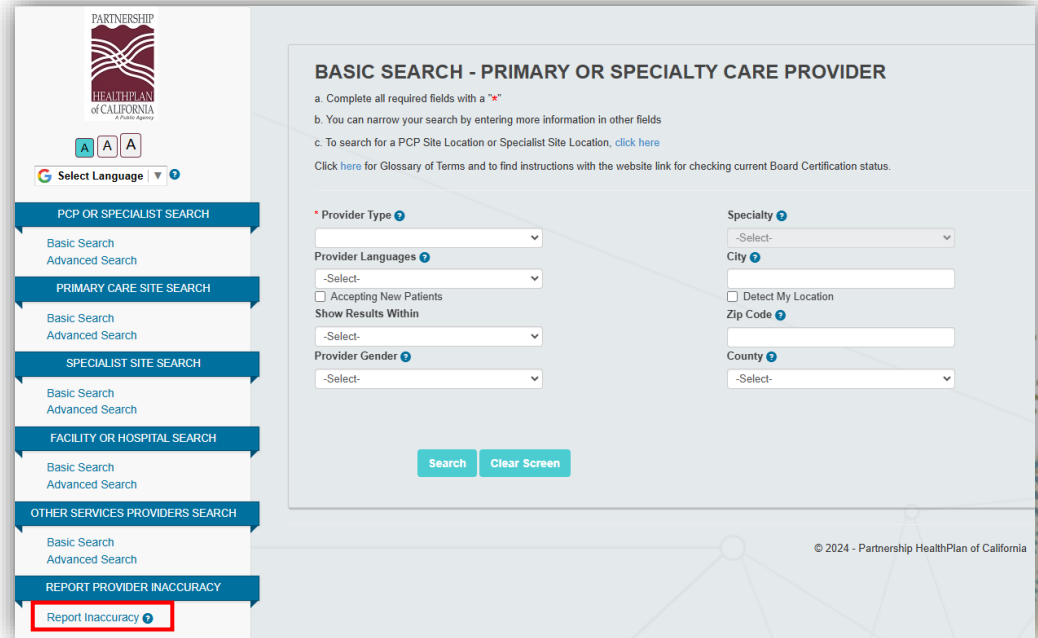 PARTNERSHIP
HEALTHPLAN
of CALIFORNIA
A Public Agency
A A A
G Select Language ▼ ?
PCP OR SPECIALIST SEARCH
Basic Search
Advanced Search
PRIMARY CARE SITE SEARCH
Basic Search
Advanced Search
SPECIALIST SITE SEARCH
Basic Search
Advanced Search
FACILITY OR HOSPITAL SEARCH
Basic Search
Advanced Search
OTHER SERVICES PROVIDERS SEARCH
Basic Search
Advanced Search
REPORT PROVIDER INACCURACY
Report Inaccuracy ?
BASIC SEARCH - PRIMARY OR SPECIALTY CARE PROVIDER
a. Complete all required fields with a "*"
b. You can narrow your search by entering more information in other fields
c. To search for a PCP Site Location or Specialist Site Location, click here
Click here for Glossary of Terms and to find instructions with the website link for checking current Board Certification status.
* Provider Type ?
Specialty ?
-Select-
Provider Languages ?
City ?
-Select-
Accepting New Patients
Detect My Location
Show Results Within
Zip Code ?
-Select-
Provider Gender ?
County ?
-Select-
-Select-
Search Clear Screen
© 2024 - Partnership HealthPlan of California